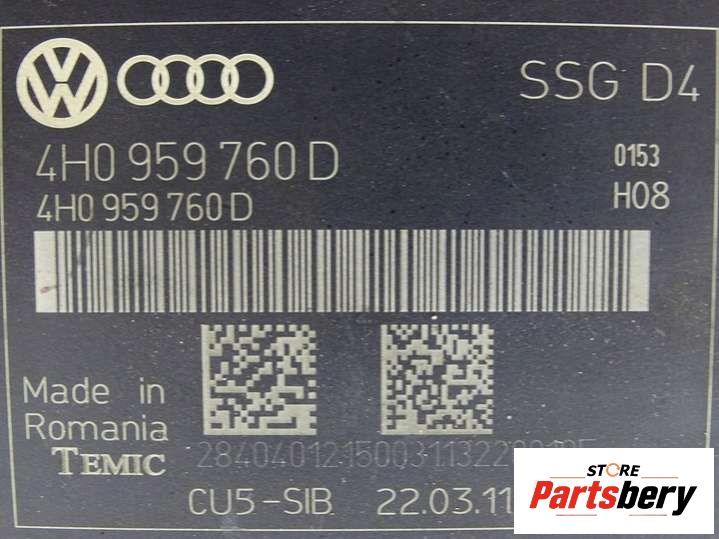 SSG D4
4H0 959 760 D
0153
4H0 959 760 D
H08
Made in
Romania
TEMIC
CU5-SIB
22.03.11
STORE
Partsbery